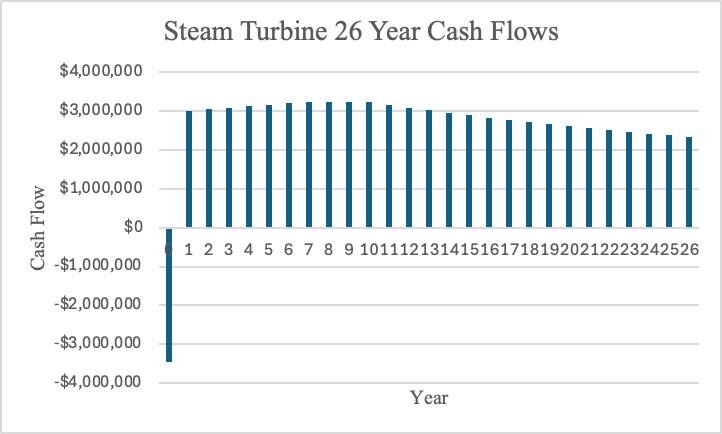 Steam Turbine 26 Year Cash Flows
$4,000,000
$3,000,000
$2,000,000
$1,000,000
$0
0 1 2 3 4 5 6 7 8 9 10 11 12 13 14 15 16 17 18 19 20 21 22 23 24 25 26
-$1,000,000
-$2,000,000
-$3,000,000
-$4,000,000
Cash Flow
Year